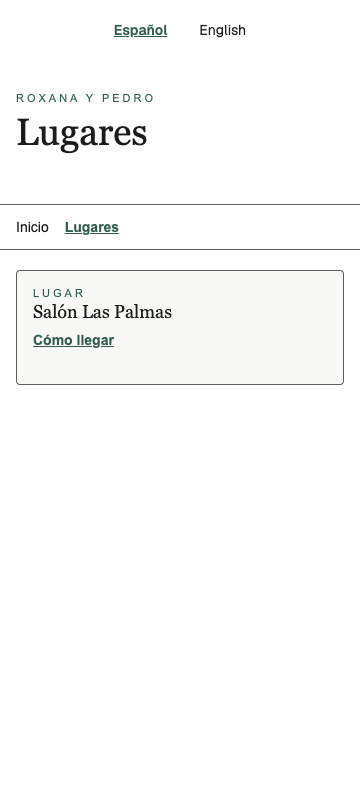 Español English
ROXANA Y PEDRO
Lugares
Inicio Lugares
LUGAR
Salón Las Palmas
Cómo llegar